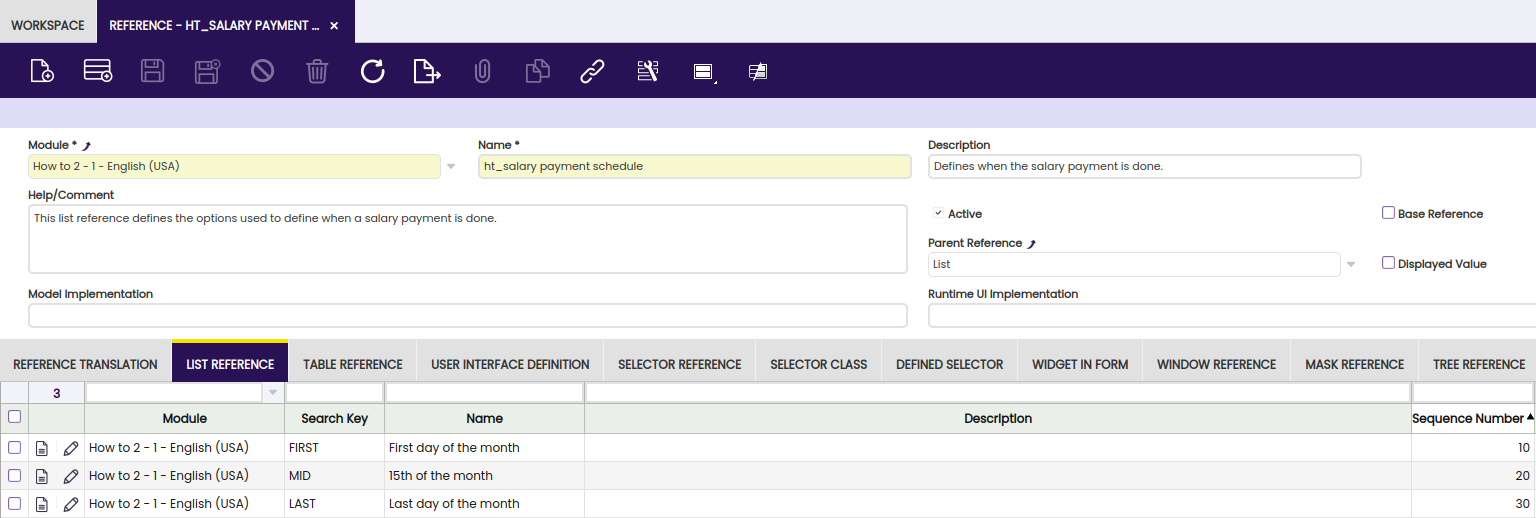 WORKSPACE REFERENCE - HT_SALARY PAYMENT ... ×
Module * Name * Description
How to 2 - 1 - English (USA) ht_salary payment schedule Defines when the salary payment is done.
Help/Comment
This list reference defines the options used to define when a salary payment is done.
Active Base Reference
Parent Reference
List Displayed Value
Model Implementation Runtime UI Implementation
REFERENCE TRANSLATION LIST REFERENCE TABLE REFERENCE USER INTERFACE DEFINITION SELECTOR REFERENCE SELECTOR CLASS DEFINED SELECTOR WIDGET IN FORM WINDOW REFERENCE MASK REFERENCE TREE REFERENCE
3
Module Search Key Name Description Sequence Number
How to 2 - 1 - English (USA) FIRST First day of the month 10
How to 2 - 1 - English (USA) MID 15th of the month 20
How to 2 - 1 - English (USA) LAST Last day of the month 30